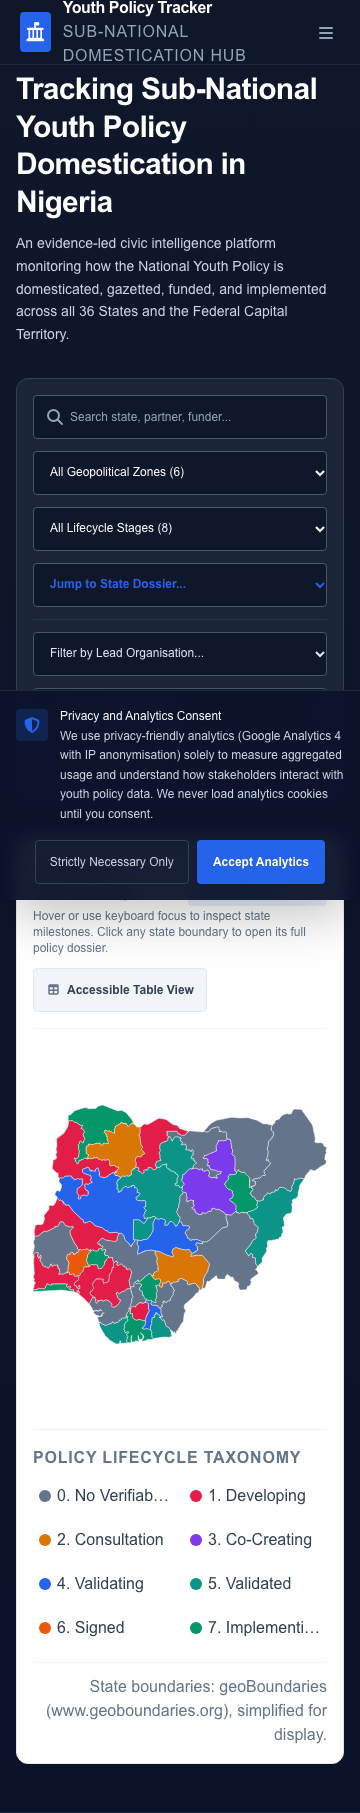 Youth Policy Tracker
SUB-NATIONAL
DOMESTICATION HUB
Tracking Sub-National
Youth Policy
Domestication in
Nigeria
An evidence-led civic intelligence platform
monitoring how the National Youth Policy is
domesticated, gazetted, funded, and implemented
across all 36 States and the Federal Capital
Territory.
Search state, partner, funder...
All Geopolitical Zones (6)
All Lifecycle Stages (8)
Jump to State Dossier...
Filter by Lead Organisation...
Privacy and Analytics Consent
We use privacy-friendly analytics (Google Analytics 4
with IP anonymisation) solely to measure aggregated
usage and understand how stakeholders interact with
youth policy data. We never load analytics cookies
until you consent.
Strictly Necessary Only
Accept Analytics
Hover or use keyboard focus to inspect state
milestones. Click any state boundary to open its full
policy dossier.
Accessible Table View
POLICY LIFECYCLE TAXONOMY
0. No Verifiab...
1. Developing
2. Consultation
3. Co-Creating
4. Validating
5. Validated
6. Signed
7. Implementi...
State boundaries: geoBoundaries
(www.geoboundaries.org), simplified for
display.